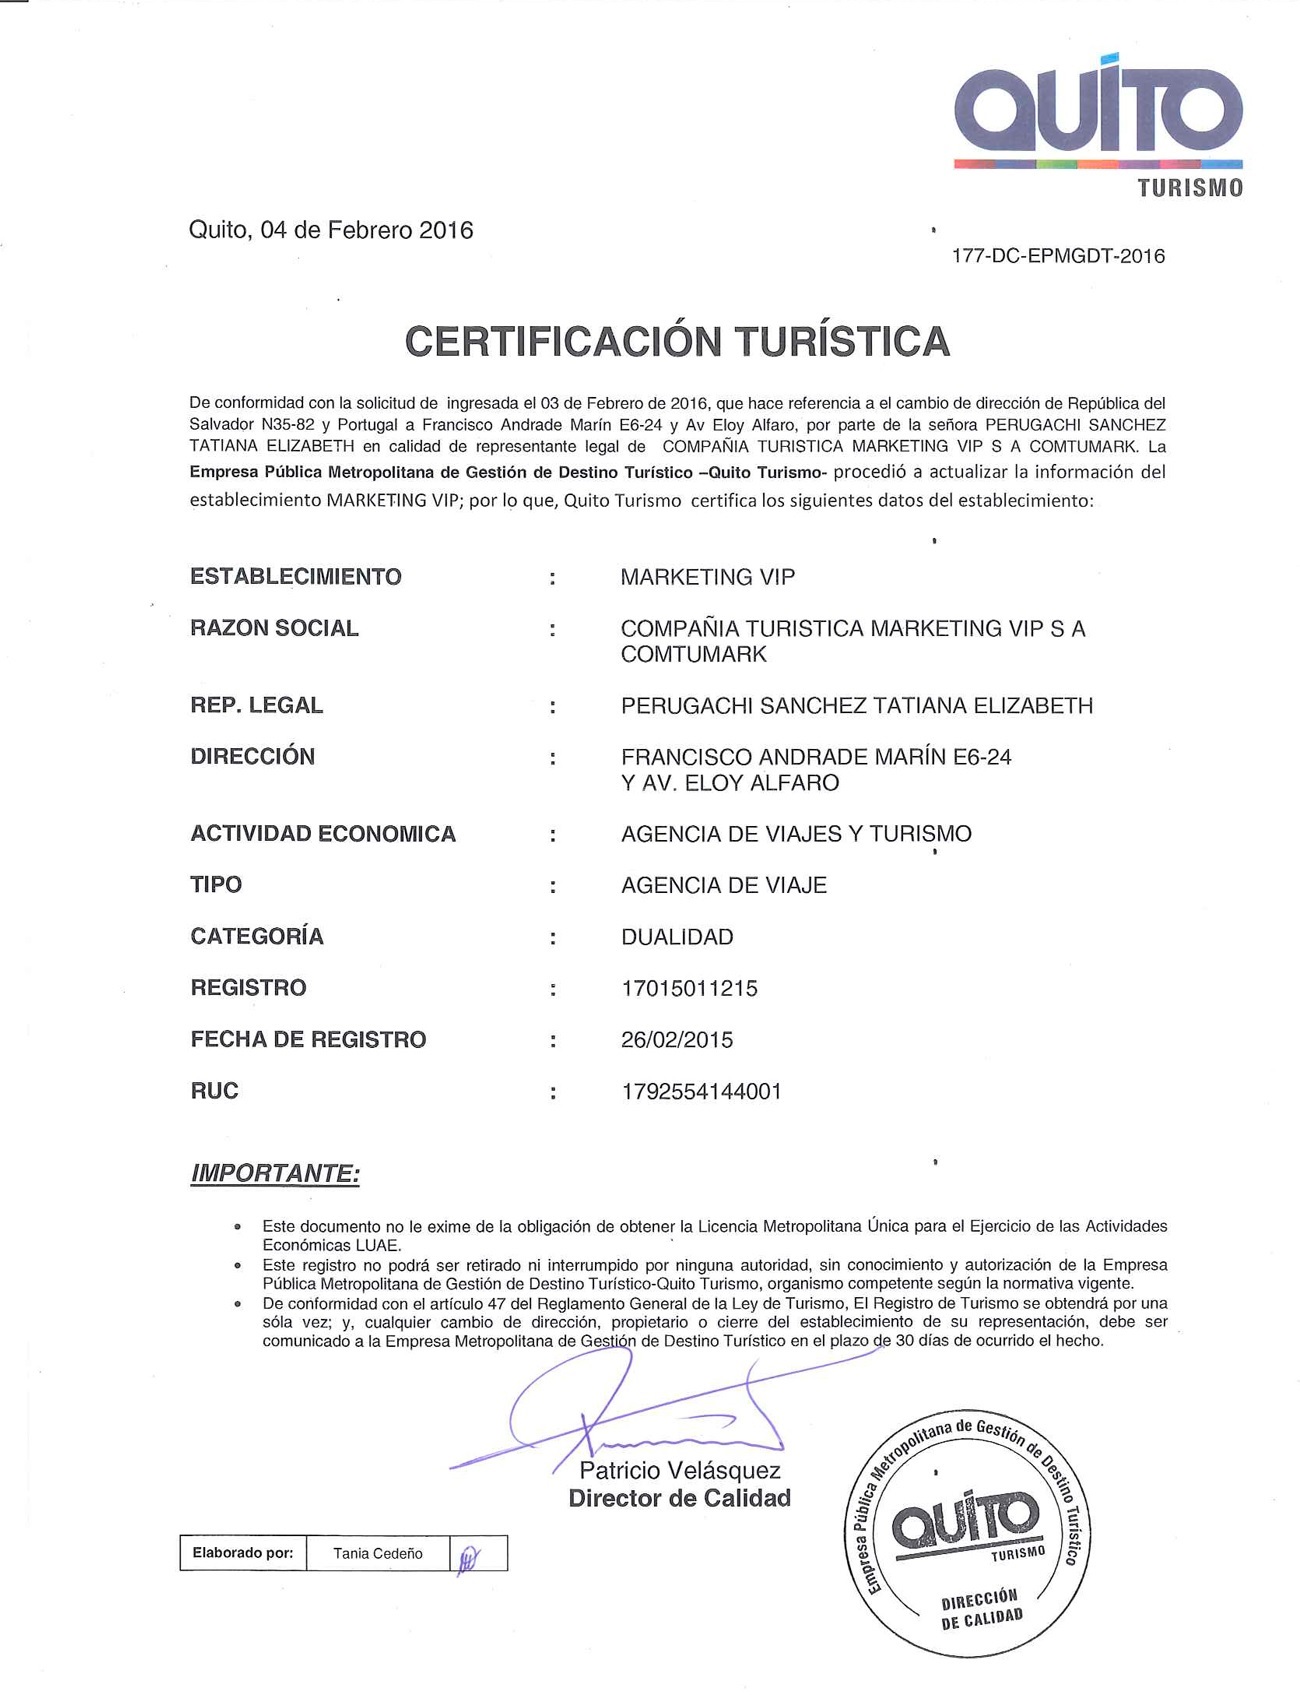 QUÍTO
TURISMO
Quito, 04 de Febrero 2016
177-DC-EPMGDT-2016
CERTIFICACIÓN TURÍSTICA
De conformidad con la solicitud de ingresada el 03 de Febrero de 2016, que hace referencia a el cambio de dirección de República del
Salvador N35-82 y Portugal a Francisco Andrade Marín E6-24 y Av Eloy Alfaro, por parte de la señora PERUGACHI SANCHEZ
TATIANA ELIZABETH en calidad de representante legal de COMPAÑIA TURISTICA MARKETING VIP S A COMTUMARK. La
Empresa Pública Metropolitana de Gestión de Destino Turístico –Quito Turismo- procedió a actualizar la información del
establecimiento MARKETING VIP; por lo que, Quito Turismo certifica los siguientes datos del establecimiento:
ESTABLECIMIENTO : MARKETING VIP
RAZON SOCIAL : COMPAÑIA TURISTICA MARKETING VIP S A
COMTUMARK
REP. LEGAL : PERUGACHI SANCHEZ TATIANA ELIZABETH
DIRECCIÓN : FRANCISCO ANDRADE MARÍN E6-24
Y AV. ELOY ALFARO
ACTIVIDAD ECONOMICA : AGENCIA DE VIAJES Y TURISMO
TIPO : AGENCIA DE VIAJE
CATEGORÍA : DUALIDAD
REGISTRO : 17015011215
FECHA DE REGISTRO : 26/02/2015
RUC : 1792554144001
IMPORTANTE:
• Este documento no le exime de la obligación de obtener la Licencia Metropolitana Única para el Ejercicio de las Actividades
Económicas LUAE.
• Este registro no podrá ser retirado ni interrumpido por ninguna autoridad, sin conocimiento y autorización de la Empresa
Pública Metropolitana de Gestión de Destino Turístico-Quito Turismo, organismo competente según la normativa vigente.
• De conformidad con el artículo 47 del Reglamento General de la Ley de Turismo, El Registro de Turismo se obtendrá por una
sóla vez; y, cualquier cambio de dirección, propietario o cierre del establecimiento de su representación, debe ser
comunicado a la Empresa Metropolitana de Gestión de Destino Turístico en el plazo de 30 días de ocurrido el hecho.
Patricio Velásquez
Director de Calidad
Elaborado por: Tania Cedeño
Empresa Pública Metropolitana de Gestión de Destino Turístico
QUÍTO
TURISMO
DIRECCIÓN
DE CALIDAD